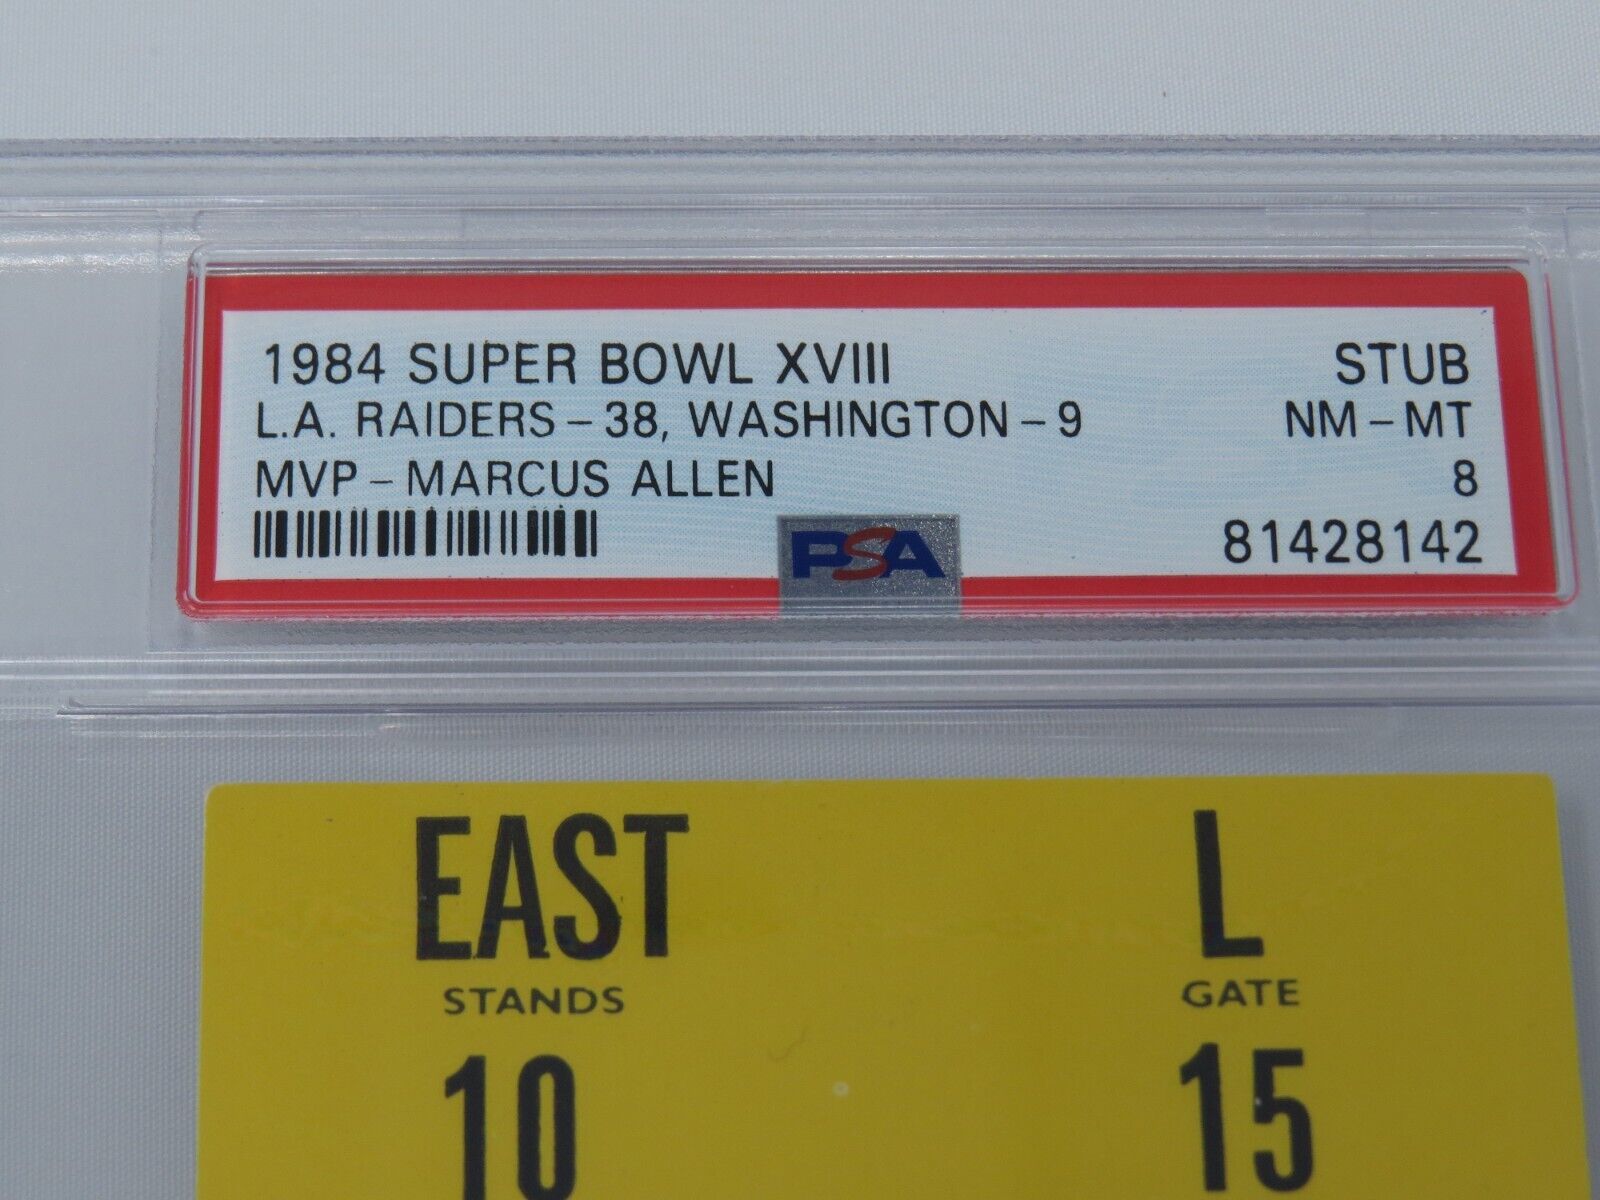 1984 SUPER BOWL XVIII STUB
L.A. RAIDERS - 38, WASHINGTON - 9 NM - MT
MVP - MARCUS ALLEN 8
PSA 81428142
EAST L
STANDS GATE
10 15